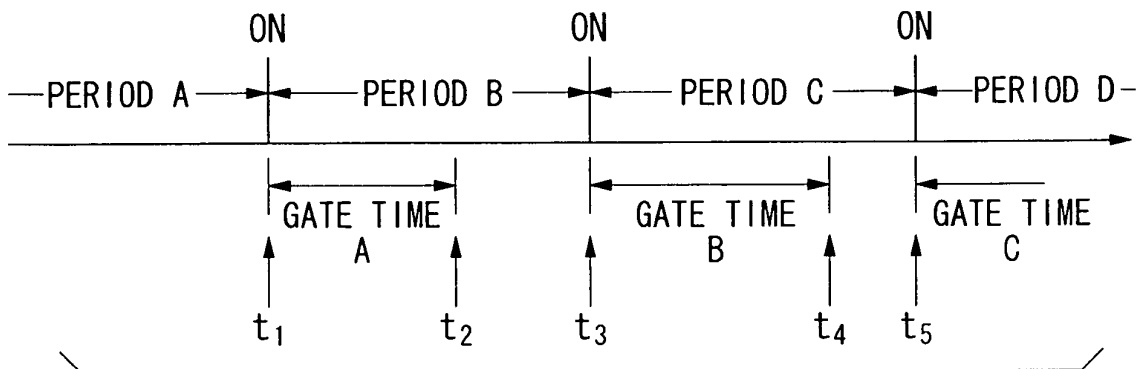 ON ON ON
PERIOD A PERIOD B PERIOD C PERIOD D
GATE TIME A
GATE TIME B
GATE TIME C
t1 t2 t3 t4 t5